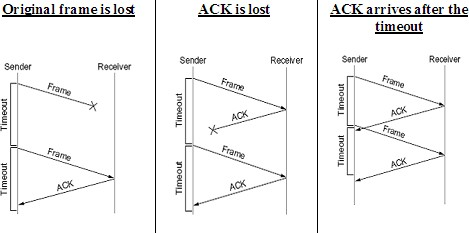 Original frame is lost
Sender Receiver
Timeout
Frame
Timeout
Frame
ACK
ACK is lost
Sender Receiver
Timeout
Frame
ACK
Timeout
Frame
ACK
ACK arrives after the
timeout
Sender Receiver
Timeout
Frame
ACK
Timeout
Frame
ACK